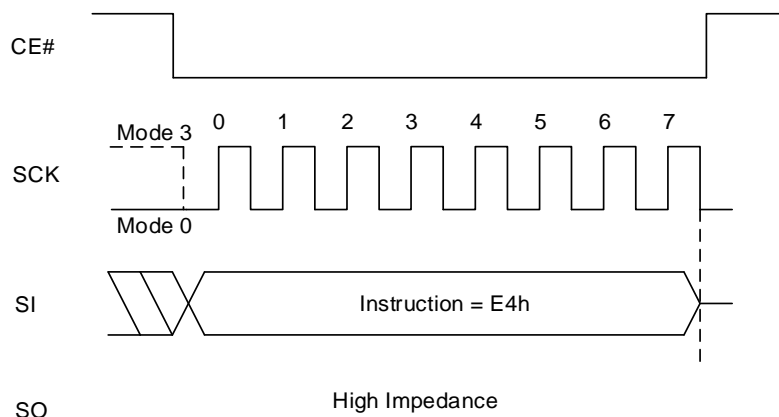 CE#
0 1 2 3 4 5 6 7
Mode 3
SCK
Mode 0
SI
Instruction = E4h
High Impedance
SO